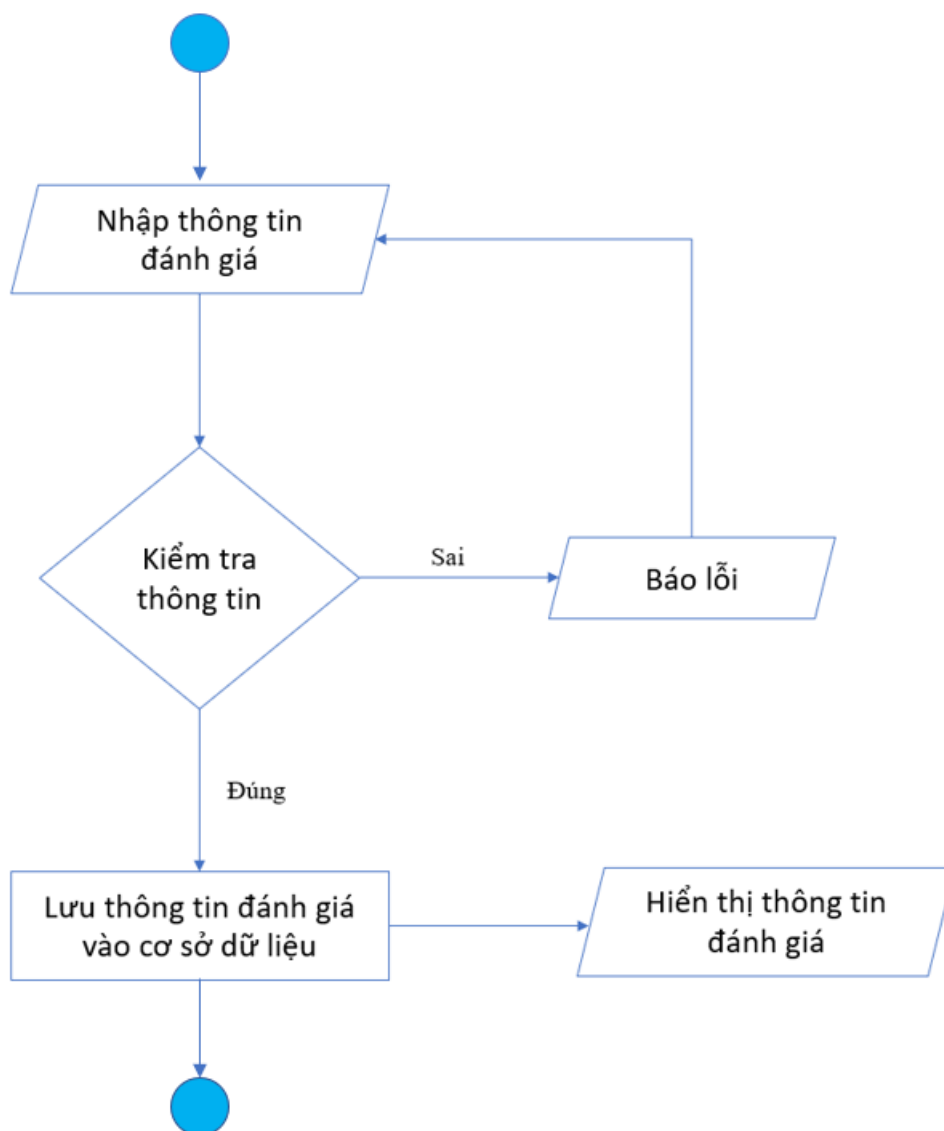 Nhập thông tin
đánh giá
Kiểm tra
thông tin
Sai
Báo lỗi
Đúng
Lưu thông tin đánh giá
vào cơ sở dữ liệu
Hiển thị thông tin
đánh giá